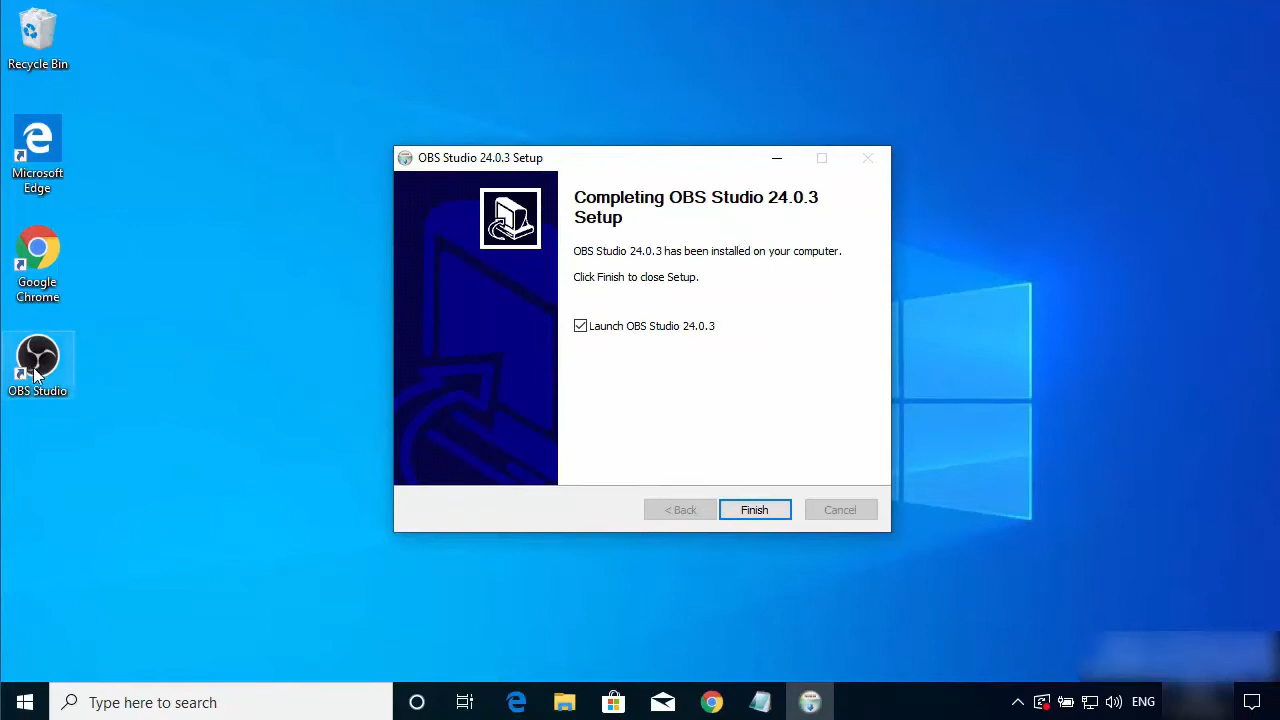 Recycle Bin
Microsoft
Edge
Google
Chrome
OBS Studio
OBS Studio 24.0.3 Setup
Completing OBS Studio 24.0.3
Setup
OBS Studio 24.0.3 has been installed on your computer.
Click Finish to close Setup.
Launch OBS Studio 24.0.3
< Back
Finish
Cancel
Type here to search
ENG